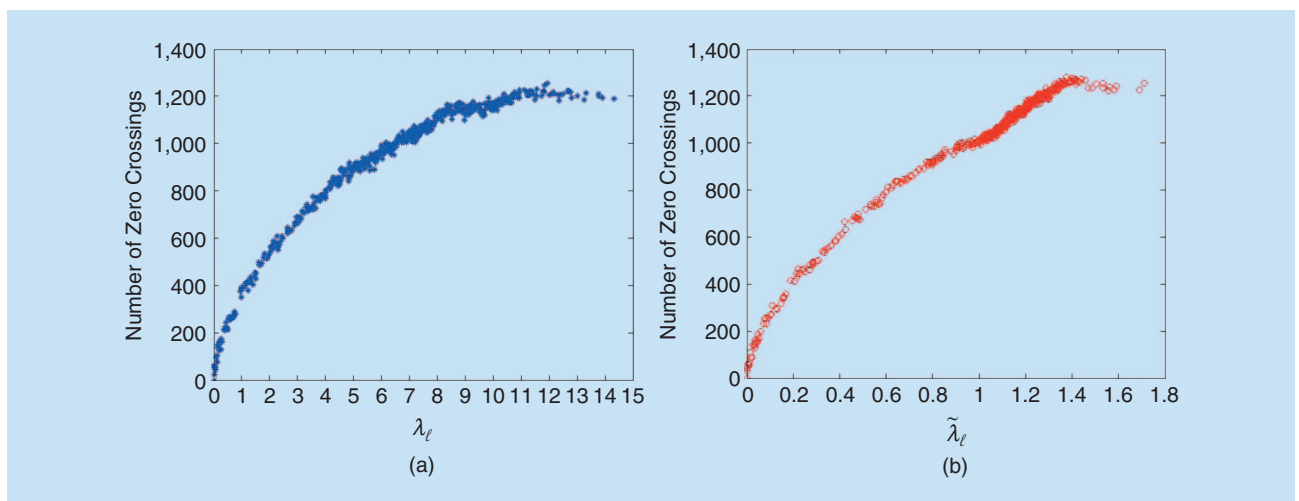 1,400
1,200
1,000
800
600
400
200
0
Number of Zero Crossings
0 1 2 3 4 5 6 7 8 9 10 11 12 13 14 15
λℓ
(a)
1,400
1,200
1,000
800
600
400
200
0
Number of Zero Crossings
0 0.2 0.4 0.6 0.8 1 1.2 1.4 1.6 1.8
λ̃ℓ
(b)